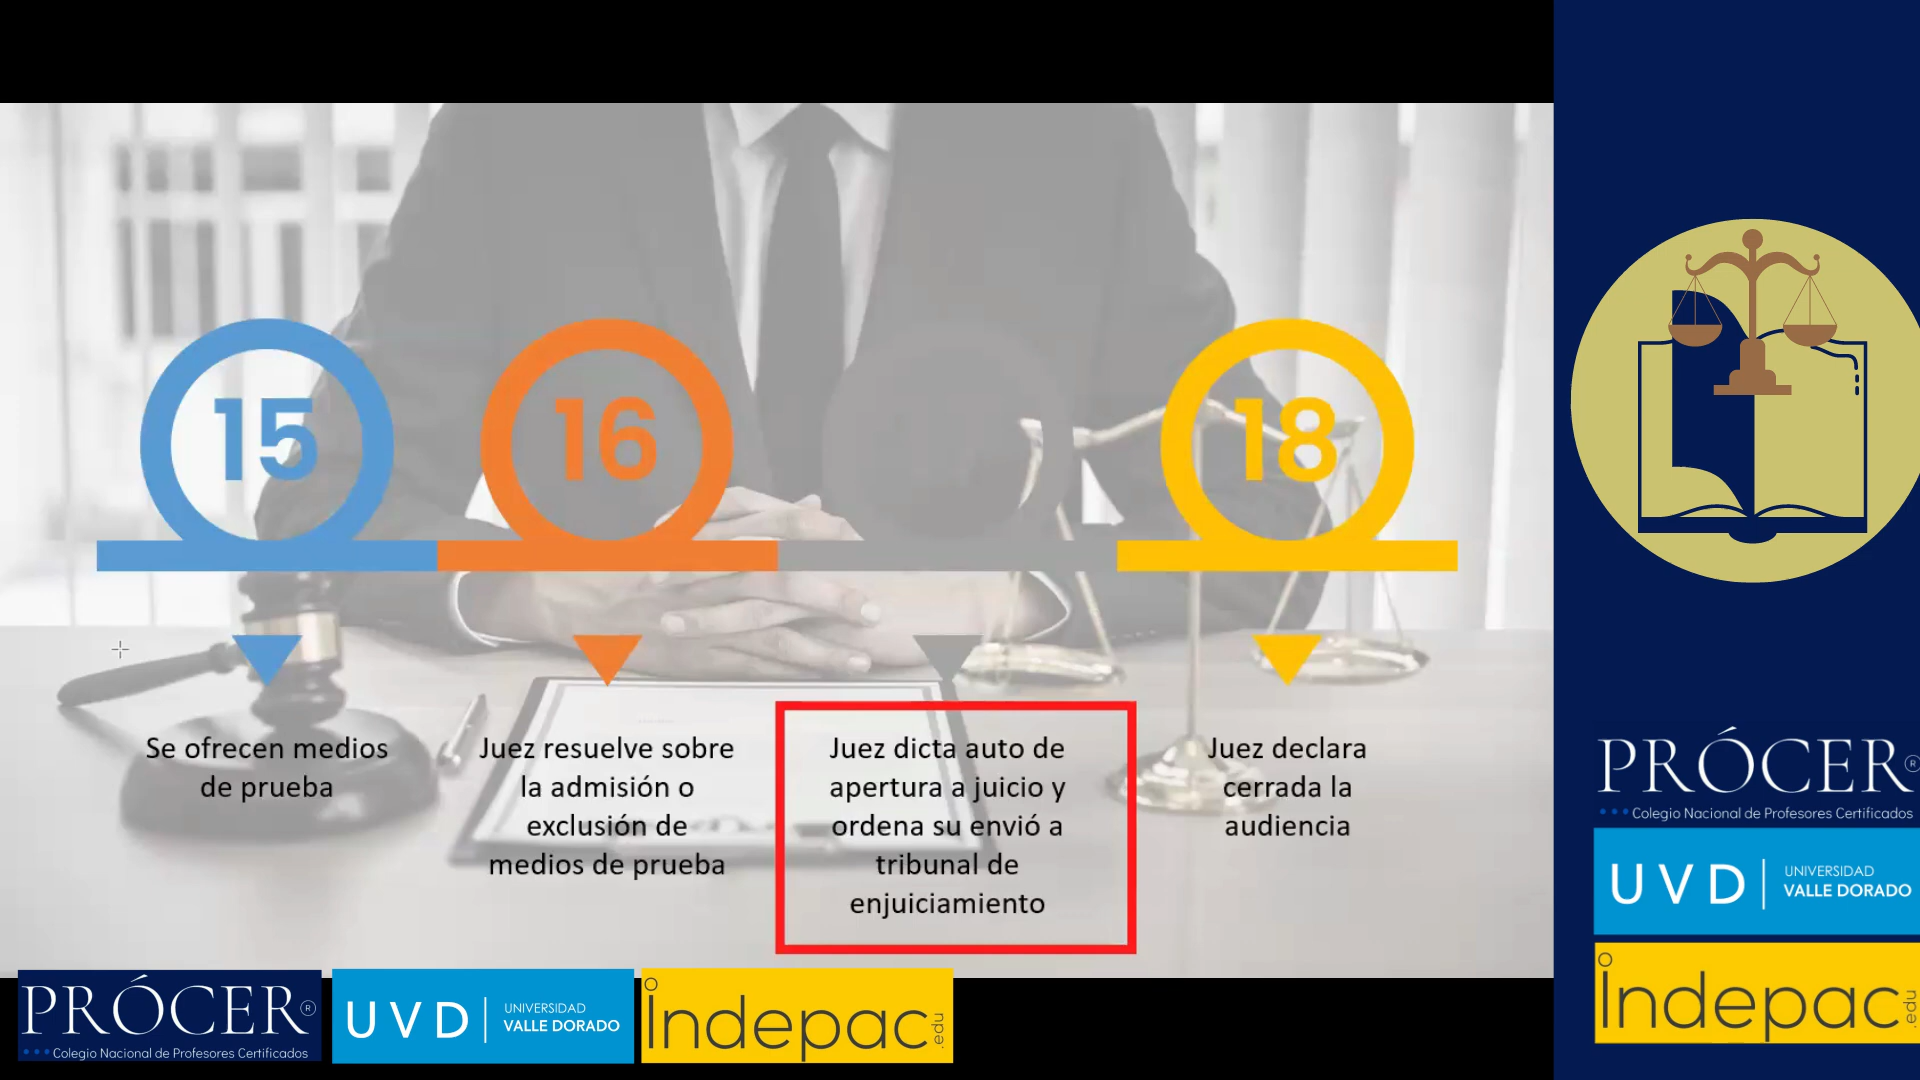 15
16
18
Se ofrecen medios
de prueba
Juez resuelve sobre
la admisión o
exclusión de
medios de prueba
Juez dicta auto de
apertura a juicio y
ordena su envió a
tribunal de
enjuiciamiento
Juez declara
cerrada la
audiencia
PRÓCER®
Colegio Nacional de Profesores Certificados
UVD
UNIVERSIDAD
VALLE DORADO
Indepac
.edu
PRÓCER®
Colegio Nacional de Profesores Certificados
UVD
UNIVERSIDAD
VALLE DORADO
Indepac
.edu